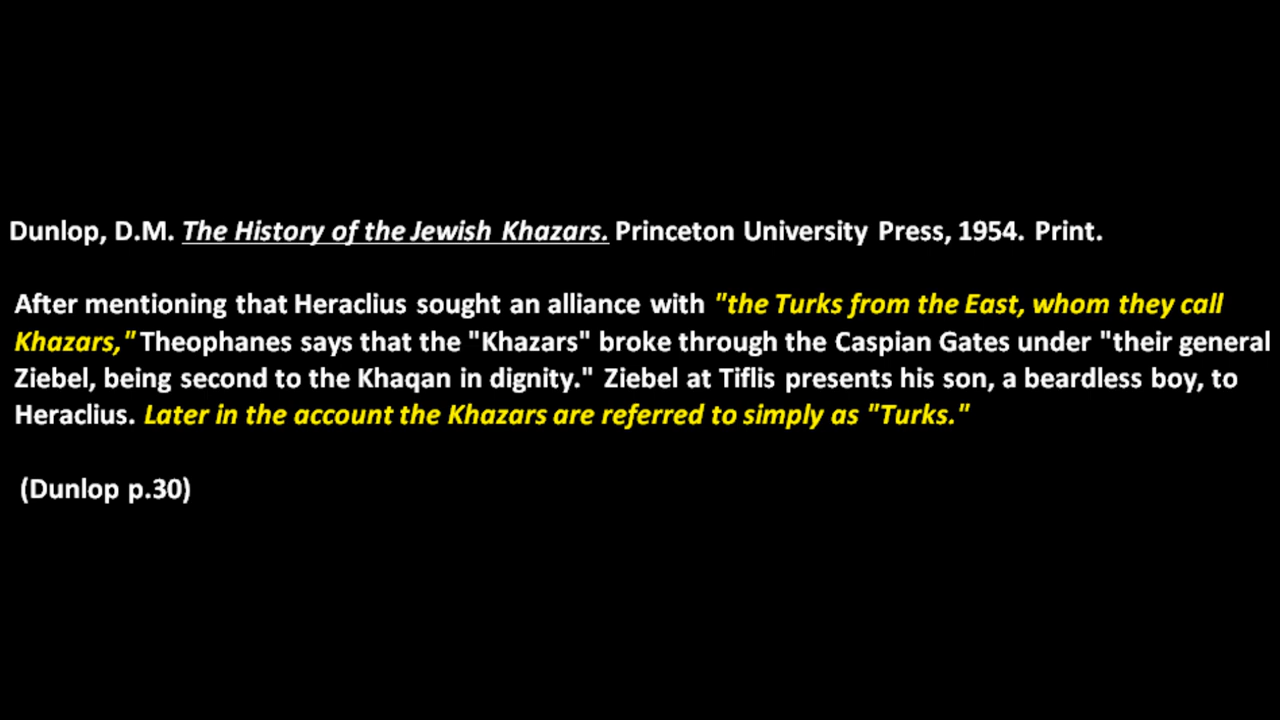 Dunlop, D.M. The History of the Jewish Khazars. Princeton University Press, 1954. Print.
After mentioning that Heraclius sought an alliance with "the Turks from the East, whom they call
Khazars," Theophanes says that the "Khazars" broke through the Caspian Gates under "their general
Ziebel, being second to the Khaqan in dignity." Ziebel at Tiflis presents his son, a beardless boy, to
Heraclius. Later in the account the Khazars are referred to simply as "Turks."
(Dunlop p.30)